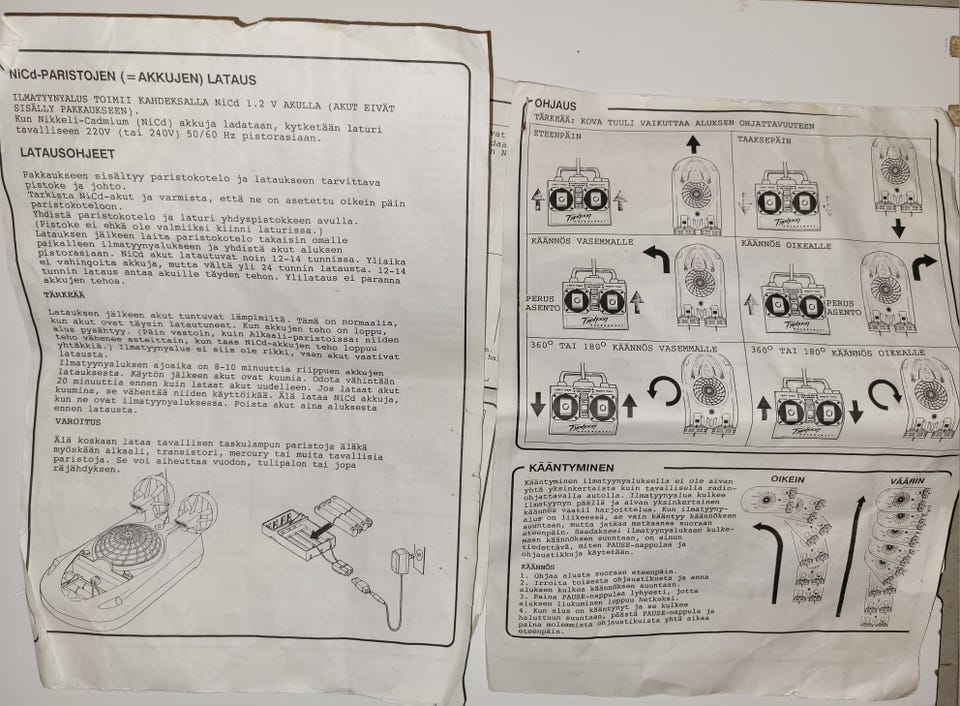 NiCd-PARISTOJEN (=AKKUJEN) LATAUS
ILMATYYNYALUS TOIMII KAHDEKSALLA NiCd 1.2 V AKULLA (AKUT EIVÄT
SISÄLLY PAKKAUKSEEN).
Kun Nikkeli-Cadmium (NiCd) akkuja ladataan, kytketään laturi
tavalliseen 220V (tai 240V) 50/60 Hz pistorasiaan.
LATAUSOHJEET
Pakkaukseen sisältyy paristokotelo ja lataukseen tarvittava
pistoke ja johto.
Tarkista NiCd-akut ja varmista, että ne on asetettu oikein päin
paristokoteloon.
Yhdistä paristokotelo ja laturi yhdyspistokkeen avulla.
(Pistoke ei ehkä ole valmiiksi kiinni laturissa.)
Latauksen jälkeen laita paristokotelo takaisin omalle
paikalleen ilmatyynyalukseen ja yhdistä akut aluksen
pistorasiaan. NiCd akut latautuvat noin 12-14 tunnissa. Yliaika
ei vahingoita akkuja, mutta vältä yli 24 tunnin latausta. 12-14
tunnin lataus antaa akuille täyden tehon. Ylilataus ei paranna
akkujen tehoa.
TÄRKEÄÄ
Latauksen jälkeen akut tuntuvat lämpimiltä. Tämä on normaalia,
kun akut ovat täysin latautuneet. Kun akkujen teho on loppu,
alus pysähtyy. (Päin vastoin, kuin Alkaali-paristoissa: niiden
teho vähenee asteittain, kun taas NiCd-akkujen teho loppuu
yhtäkkiä.) Ilmatyynyalus ei siis ole rikki, vaan akut vaativat
latausta.
Ilmatyynyaluksen ajoaika on 8-10 minuuttia riippuen akkujen
latauksesta. Käytön jälkeen akut ovat kuumia. Odota vähintään
20 minuuttia ennen kuin lataat akut uudelleen. Jos lataat akut
kuumina, se vähentää niiden käyttöikää. Älä lataa NiCd akkuja,
kun ne ovat ilmatyynyaluksessa. Poista akut aina aluksesta
ennen latausta.
VAROITUS
Älä koskaan lataa tavallisen taskulampun paristoja äläkä
myöskään alkaali, transistori, mercury tai muita tavallisia
paristoja. Se voi aiheuttaa vuodon, tulipalon tai jopa
räjähdyksen.
OHJAUS
TÄRKEÄÄ: KOVA TUULI VAIKUTTAA ALUKSEN OHJATTAVUUTEEN
ETEENPÄIN
TAAKSEPÄIN
Typhoon
Typhoon
KÄÄNNÖS VASEMMALLE
KÄÄNNÖS OIKEALLE
PERUS
ASENTO
Typhoon
Typhoon
PERUS
ASENTO
360° TAI 180° KÄÄNNÖS VASEMMALLE
360° TAI 180° KÄÄNNÖS OIKEALLE
Typhoon
Typhoon
KÄÄNTYMINEN
Kääntyminen ilmatyynyaluksella ei ole aivan
yhtä yksinkertaista kuin tavallisella radio-
ohjattavalla autolla. Ilmatyynyalus kulkee
ilmatyynyn päällä ja aivan yksinkertainen
käännös vaatii harjoittelua. Kun ilmatyyny-
alus on liikkeessä, se vain kääntyy käännöksen
suuntaan, mutta jatkaa matkaansa suoraan
eteenpäin. Saadaksesi ilmatyynyaluksen kulke-
maan käännöksen suuntaan, on sinun
tiedettävä, miten PAUSE-nappulaa ja
ohjaustikkuja käytetään.
KÄÄNNÖS
1. Ohjaa alusta suoraan eteenpäin.
2. Irroita toisesta ohjaustikusta ja anna
aluksen kulkea käännöksen suuntaan.
3. Paina PAUSE-nappulaa lyhyesti, jotta
aluksen liukuminen loppuu hetkeksi.
4. Kun alus on kääntynyt ja se kulkee
haluttuun suuntaan, päästä PAUSE-nappula ja
paina molemmista ohjaustikuista yhtä aikaa
eteenpäin.
OIKEIN
VÄÄRIN